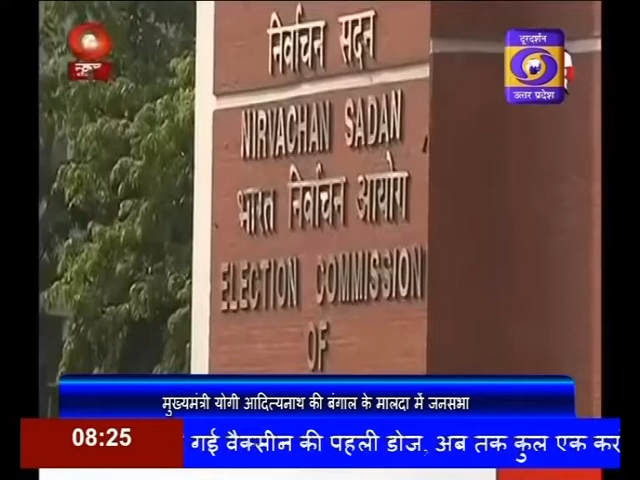 निर्वाचन सदन
NIRVACHAN SADAN
भारत निर्वाचन आयोग
ELECTION COMMISSION
OF
न्यूज
दूरदर्शन
उत्तर प्रदेश
मुख्यमंत्री योगी आदित्यनाथ की बंगाल के मालदा में जनसभा
08:25
गई वैक्सीन की पहली डोज, अब तक कुल एक